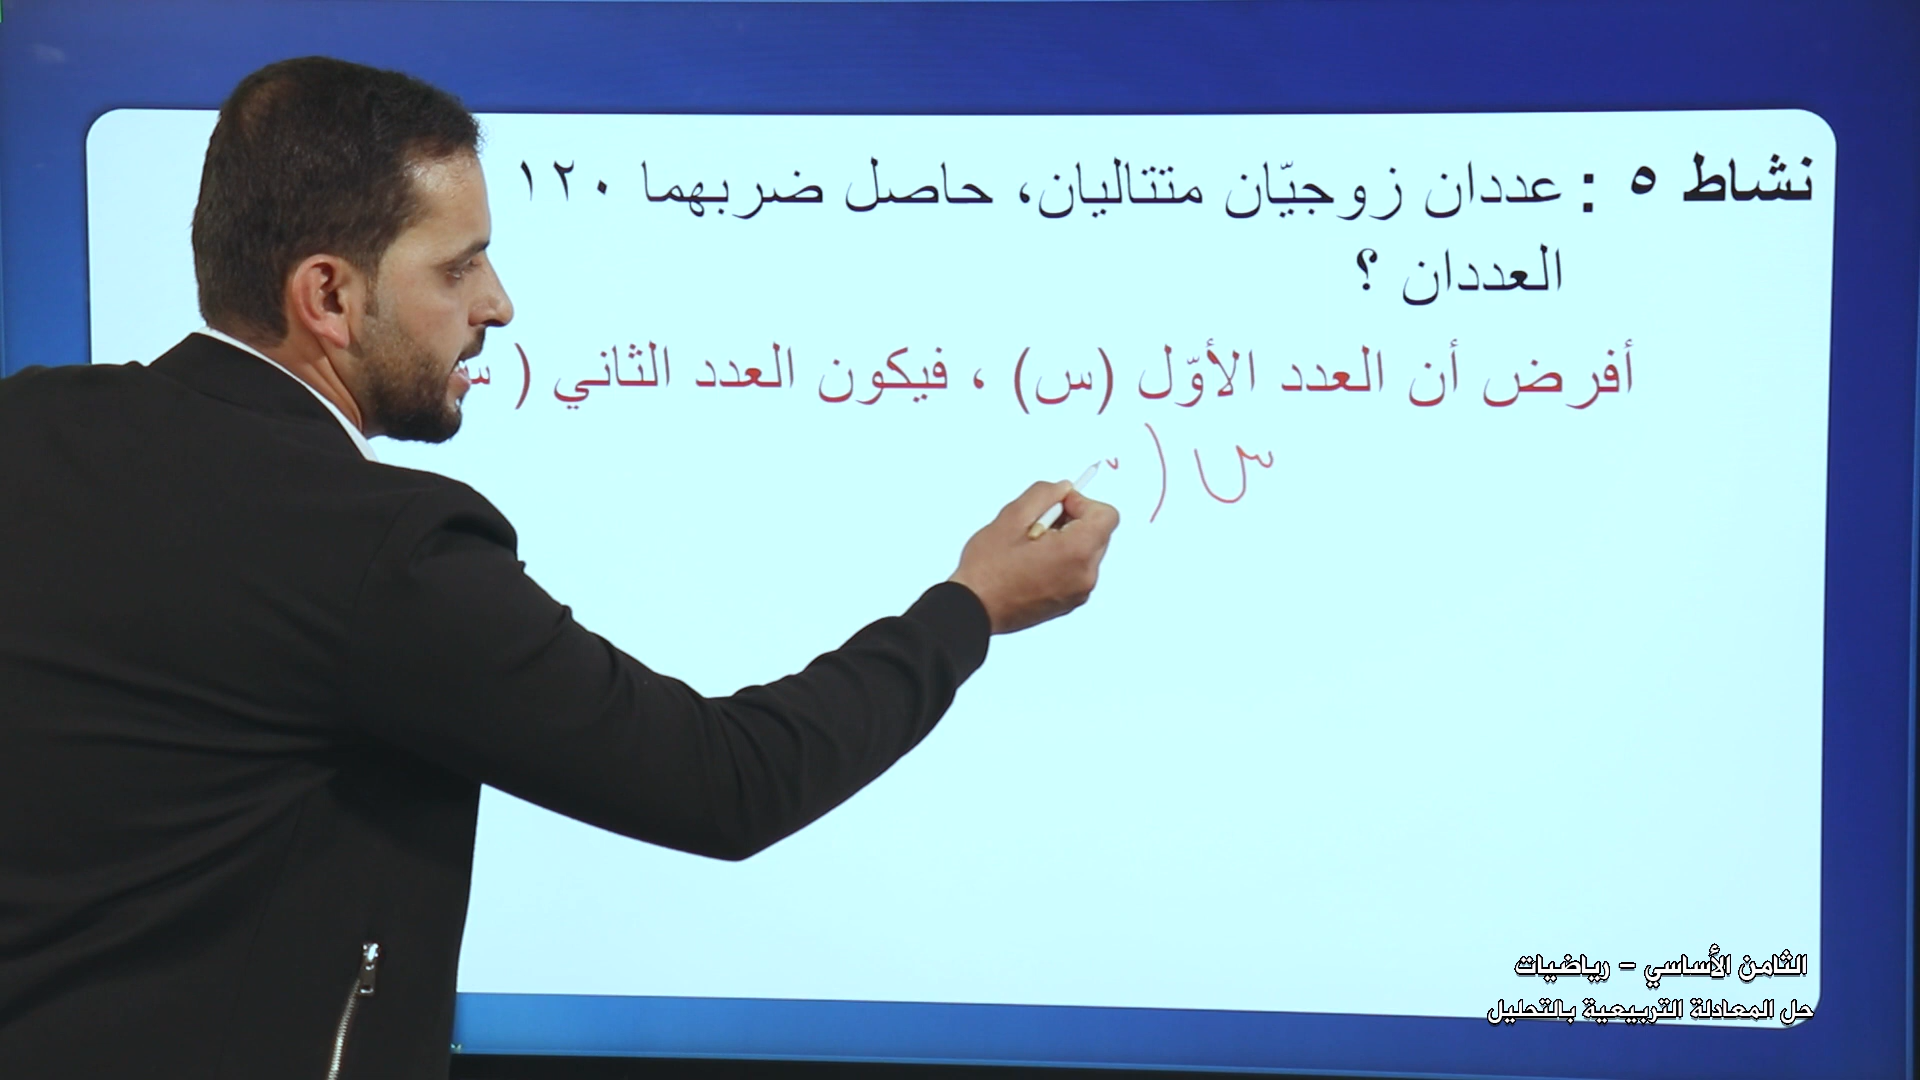 نشاط ٥ : عددان زوجيّان متتاليان، حاصل ضربهما ١٢٠
العددان ؟
أفرض أن العدد الأوّل (س) ، فيكون العدد الثاني ( س
س (
الثامن الأساسي - رياضيات
حل المعادلة التربيعية بالتحليل